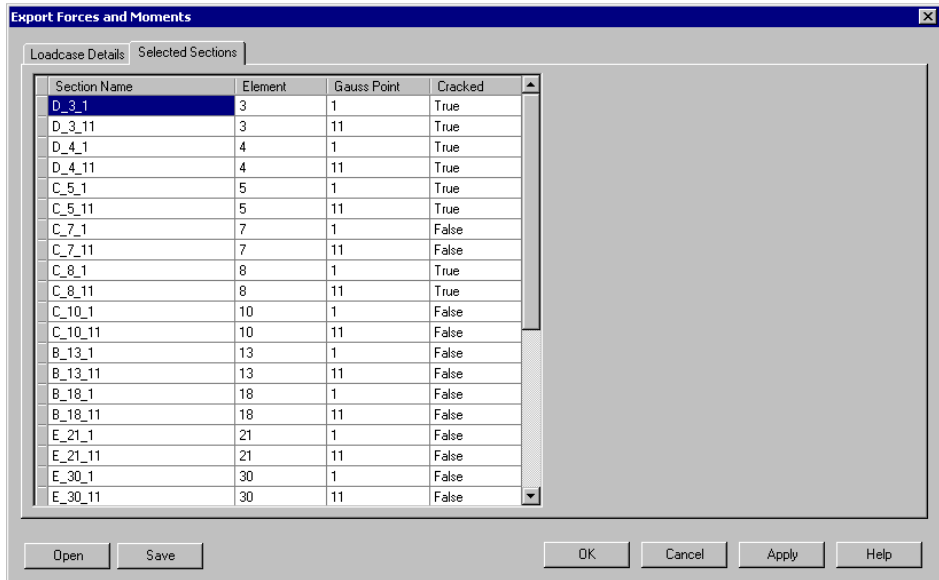 Export Forces and Moments
Loadcase Details Selected Sections
Section Name Element Gauss Point Cracked
D_3_1 3 1 True
D_3_11 3 11 True
D_4_1 4 1 True
D_4_11 4 11 True
C_5_1 5 1 True
C_5_11 5 11 True
C_7_1 7 1 False
C_7_11 7 11 False
C_8_1 8 1 True
C_8_11 8 11 True
C_10_1 10 1 False
C_10_11 10 11 False
B_13_1 13 1 False
B_13_11 13 11 False
B_18_1 18 1 False
B_18_11 18 11 False
E_21_1 21 1 False
E_21_11 21 11 False
E_30_1 30 1 False
E_30_11 30 11 False
Open Save OK Cancel Apply Help